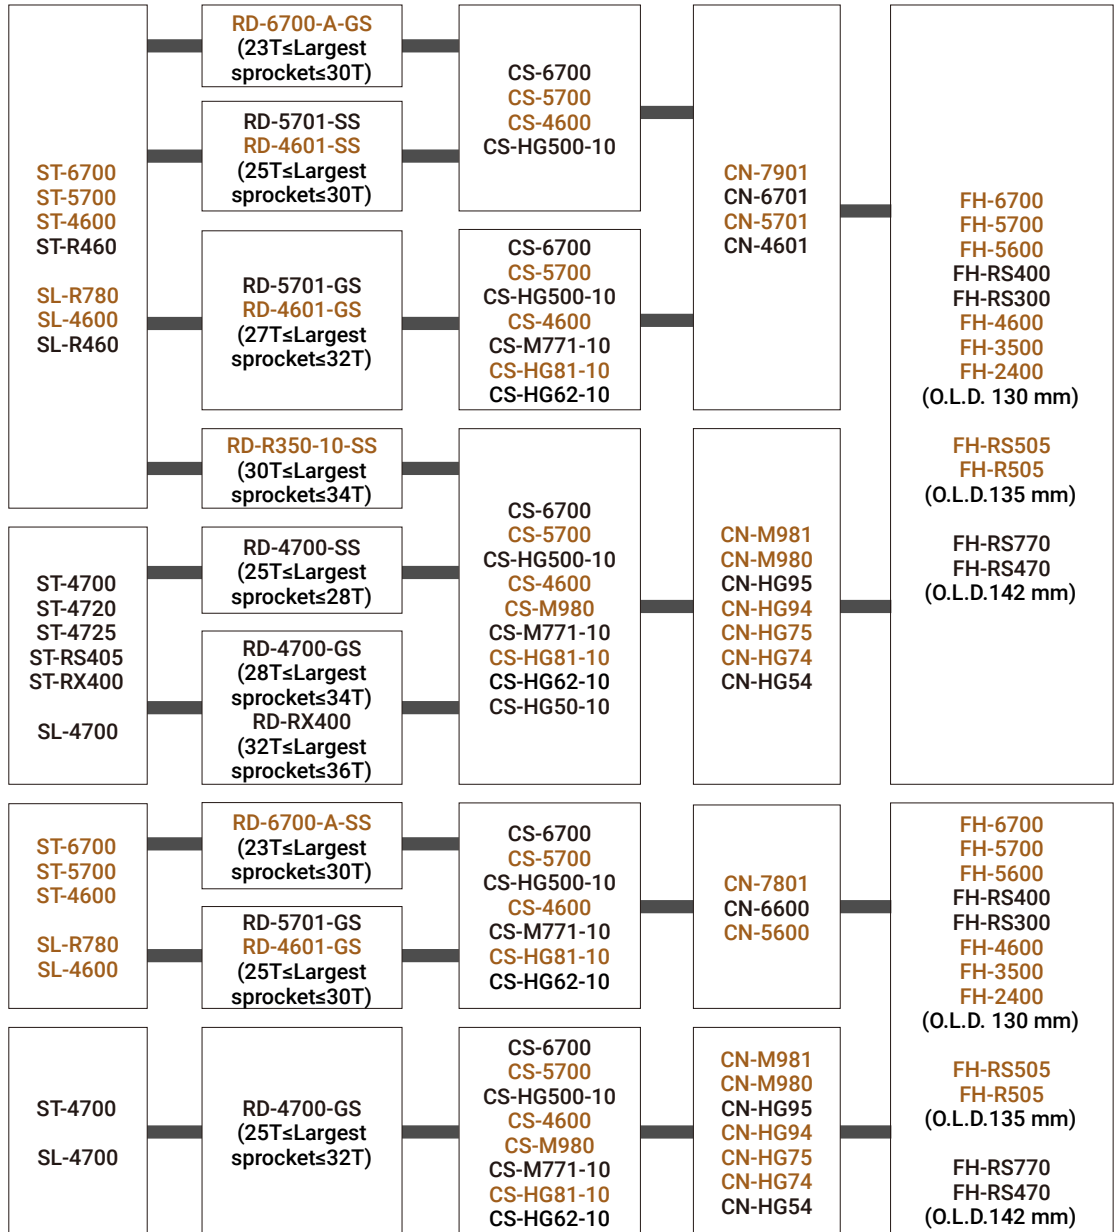 ST-6700
ST-5700
ST-4600
ST-R460
SL-R780
SL-4600
SL-R460
RD-6700-A-GS
(23T≤Largest
sprocket≤30T)
RD-5701-SS
RD-4601-SS
(25T≤Largest
sprocket≤30T)
RD-5701-GS
RD-4601-GS
(27T≤Largest
sprocket≤32T)
RD-R350-10-SS
(30T≤Largest
sprocket≤34T)
CS-6700
CS-5700
CS-4600
CS-HG500-10
CS-6700
CS-5700
CS-HG500-10
CS-4600
CS-M771-10
CS-HG81-10
CS-HG62-10
CN-7901
CN-6701
CN-5701
CN-4601
FH-6700
FH-5700
FH-5600
FH-RS400
FH-RS300
FH-4600
FH-3500
FH-2400
(O.L.D. 130 mm)
FH-RS505
FH-R505
(O.L.D.135 mm)
FH-RS770
FH-RS470
(O.L.D.142 mm)
ST-4700
ST-4720
ST-4725
ST-RS405
ST-RX400
SL-4700
RD-4700-SS
(25T≤Largest
sprocket≤28T)
RD-4700-GS
(28T≤Largest
sprocket≤34T)
RD-RX400
(32T≤Largest
sprocket≤36T)
CS-6700
CS-5700
CS-HG500-10
CS-4600
CS-M980
CS-M771-10
CS-HG81-10
CS-HG62-10
CS-HG50-10
CN-M981
CN-M980
CN-HG95
CN-HG94
CN-HG75
CN-HG74
CN-HG54
ST-6700
ST-5700
ST-4600
SL-R780
SL-4600
RD-6700-A-SS
(23T≤Largest
sprocket≤30T)
RD-5701-GS
RD-4601-GS
(25T≤Largest
sprocket≤30T)
CS-6700
CS-5700
CS-HG500-10
CS-4600
CS-M771-10
CS-HG81-10
CS-HG62-10
CN-7801
CN-6600
CN-5600
FH-6700
FH-5700
FH-5600
FH-RS400
FH-RS300
FH-4600
FH-3500
FH-2400
(O.L.D. 130 mm)
FH-RS505
FH-R505
(O.L.D.135 mm)
FH-RS770
FH-RS470
(O.L.D.142 mm)
ST-4700
SL-4700
RD-4700-GS
(25T≤Largest
sprocket≤32T)
CS-6700
CS-5700
CS-HG500-10
CS-4600
CS-M980
CS-M771-10
CS-HG81-10
CS-HG62-10
CN-M981
CN-M980
CN-HG95
CN-HG94
CN-HG75
CN-HG74
CN-HG54